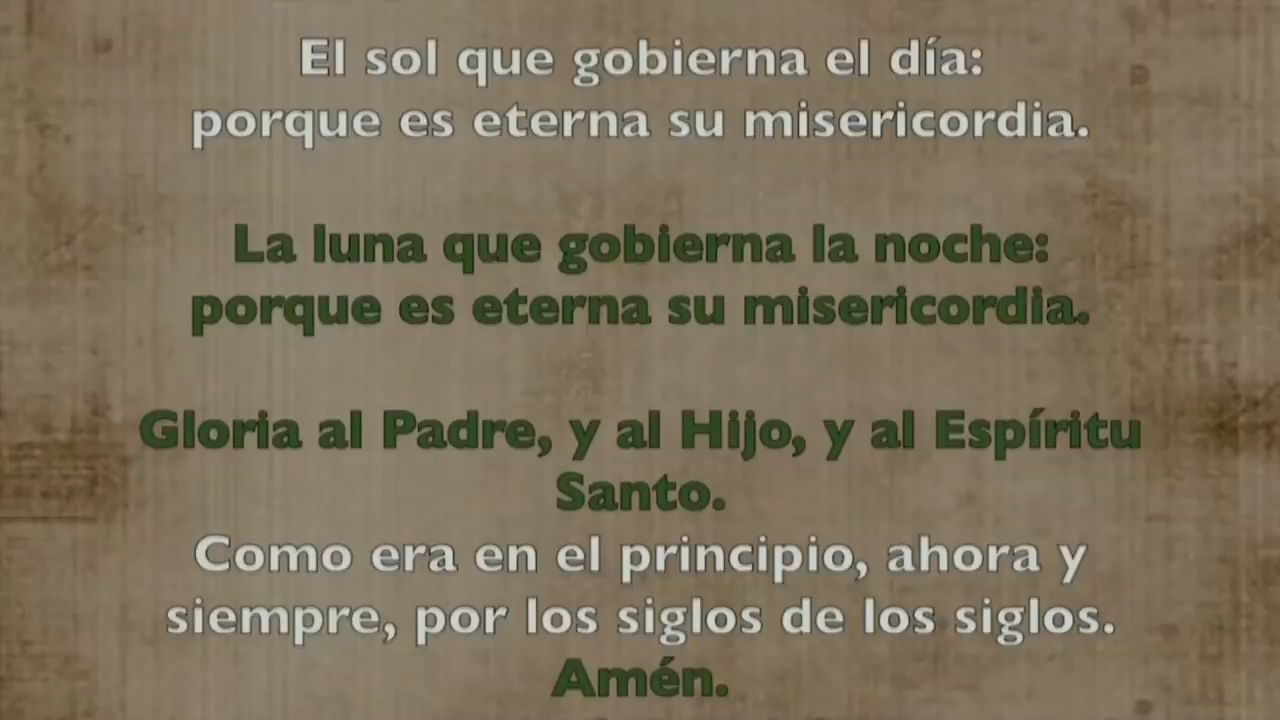 El sol que gobierna el día:
porque es eterna su misericordia.
La luna que gobierna la noche:
porque es eterna su misericordia.
Gloria al Padre, y al Hijo, y al Espíritu
Santo.
Como era en el principio, ahora y
siempre, por los siglos de los siglos.
Amén.